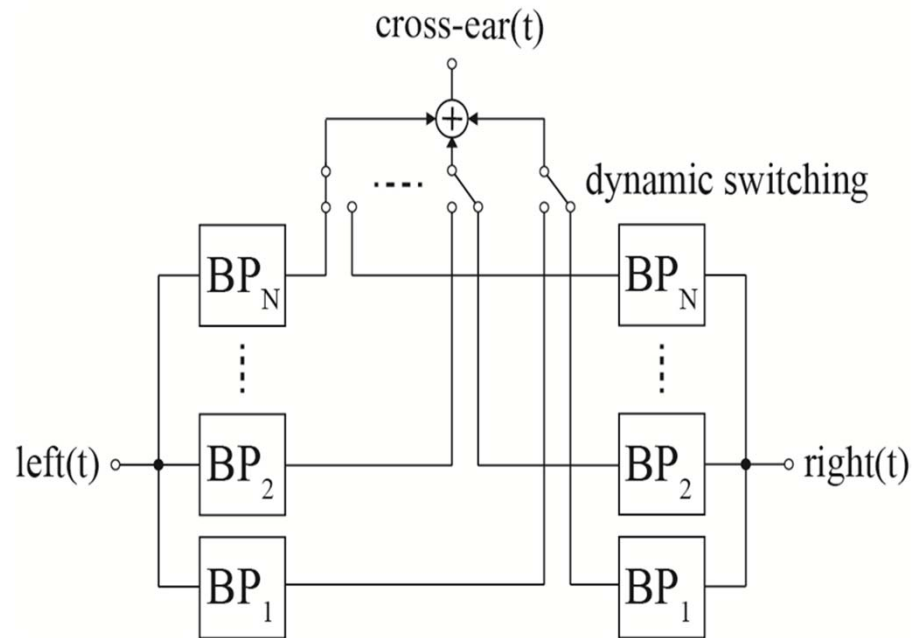 cross-ear(t)
dynamic switching
BP_N
BP_N
left(t)
BP_2
BP_2
right(t)
BP_1
BP_1